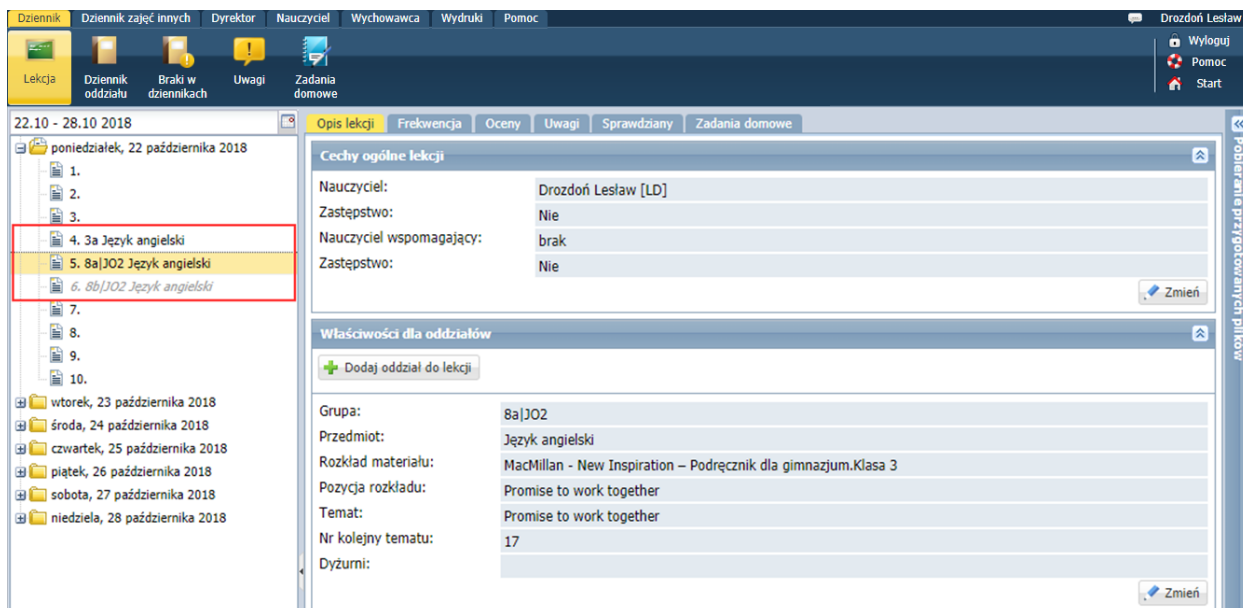 Dziennik Dziennik zajęć innych Dyrektor Nauczyciel Wychowawca Wydruki Pomoc Drozdoń Lesław
Lekcja
Dziennik oddziału
Braki w dziennikach
Uwagi
Zadania domowe
Wyloguj
Pomoc
Start
22.10 - 28.10 2018
poniedziałek, 22 października 2018
1.
2.
3.
4. 3a Język angielski
5. 8a|JO2 Język angielski
6. 8b|JO2 Język angielski
7.
8.
9.
10.
wtorek, 23 października 2018
środa, 24 października 2018
czwartek, 25 października 2018
piątek, 26 października 2018
sobota, 27 października 2018
niedziela, 28 października 2018
Opis lekcji Frekwencja Oceny Uwagi Sprawdziany Zadania domowe
Cechy ogólne lekcji
Nauczyciel: Drozdoń Lesław [LD]
Zastępstwo: Nie
Nauczyciel wspomagający: brak
Zastępstwo: Nie
Zmień
Właściwości dla oddziałów
Dodaj oddział do lekcji
Grupa: 8a|JO2
Przedmiot: Język angielski
Rozkład materiału: MacMillan - New Inspiration – Podręcznik dla gimnazjum.Klasa 3
Pozycja rozkładu: Promise to work together
Temat: Promise to work together
Nr kolejny tematu: 17
Dyżurni:
Zmień
Pobieranie przygotowanych plików